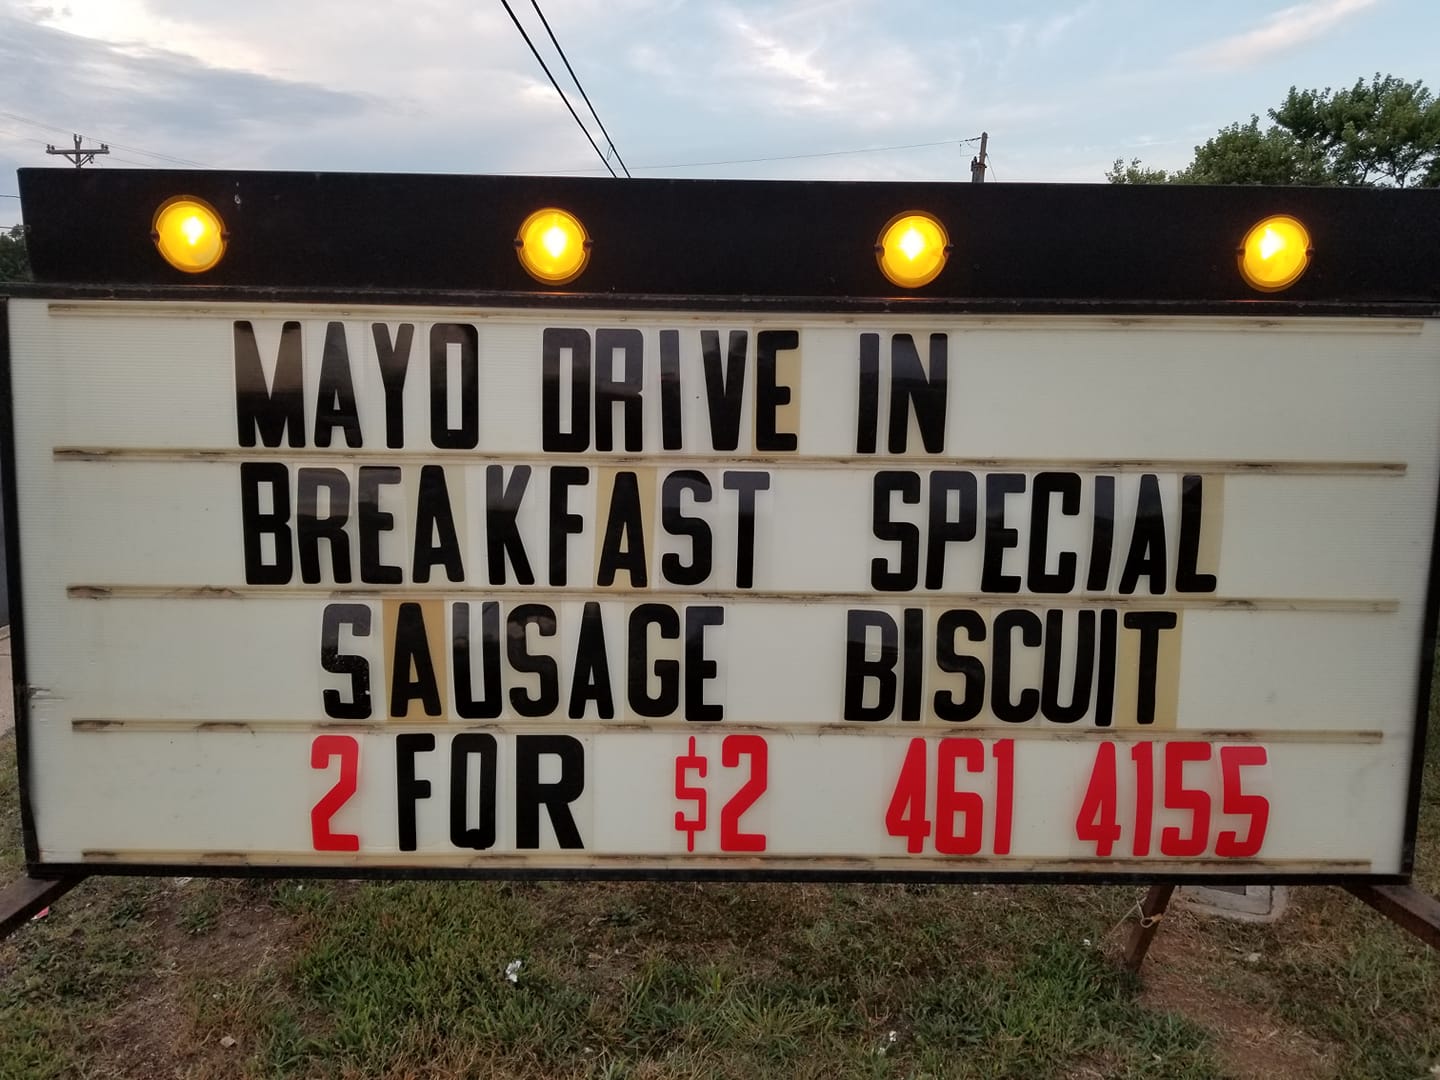 MAYO DRIVE IN
BREAKFAST SPECIAL
SAUSAGE BISCUIT
2 FOR $2 461 4155